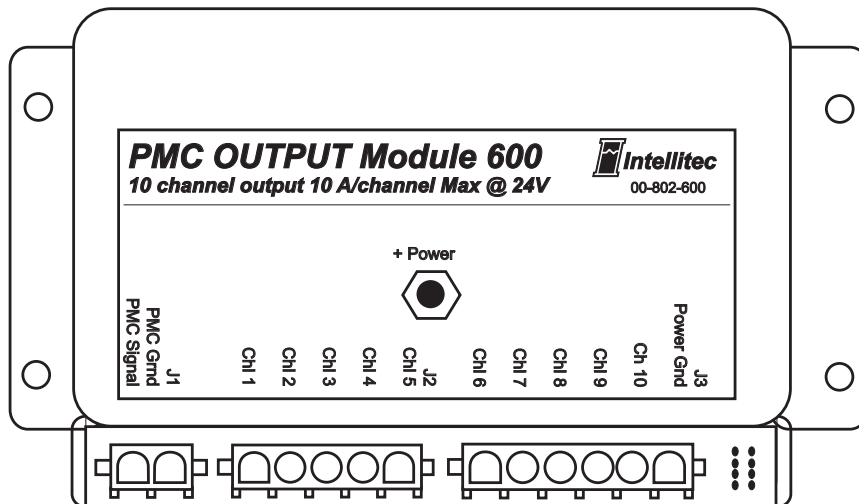 PMC OUTPUT Module 600
10 channel output 10 A/channel Max @ 24V
Intellitec
00-802-600
+ Power
PMC Signal
PMC Grnd
J1
Chl 1
Chl 2
Chl 3
Chl 4
Chl 5
J2
Chl 6
Chl 7
Chl 8
Chl 9
Ch 10
Power Gnd
J3